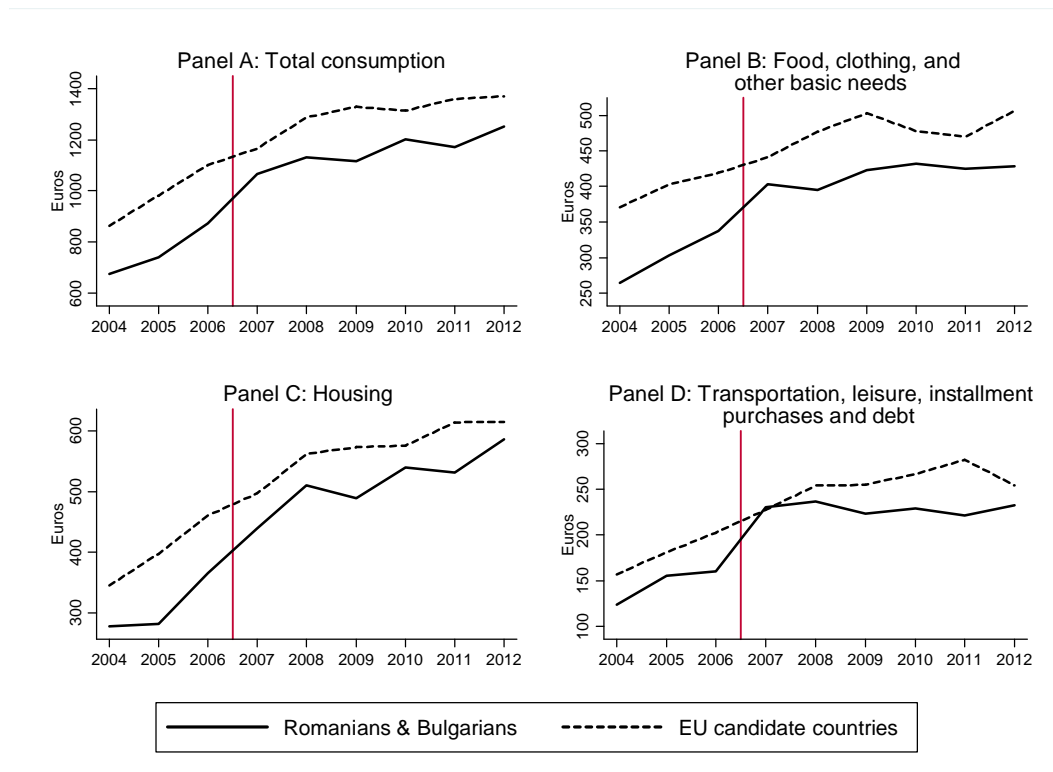 Panel A: Total consumption
Euros
1400
1200
1000
800
600
2004 2005 2006 2007 2008 2009 2010 2011 2012
Panel B: Food, clothing, and
other basic needs
Euros
500
450
400
350
300
250
2004 2005 2006 2007 2008 2009 2010 2011 2012
Panel C: Housing
Euros
600
500
400
300
2004 2005 2006 2007 2008 2009 2010 2011 2012
Panel D: Transportation, leisure, installment
purchases and debt
Euros
300
250
200
150
100
2004 2005 2006 2007 2008 2009 2010 2011 2012
Romanians & Bulgarians EU candidate countries